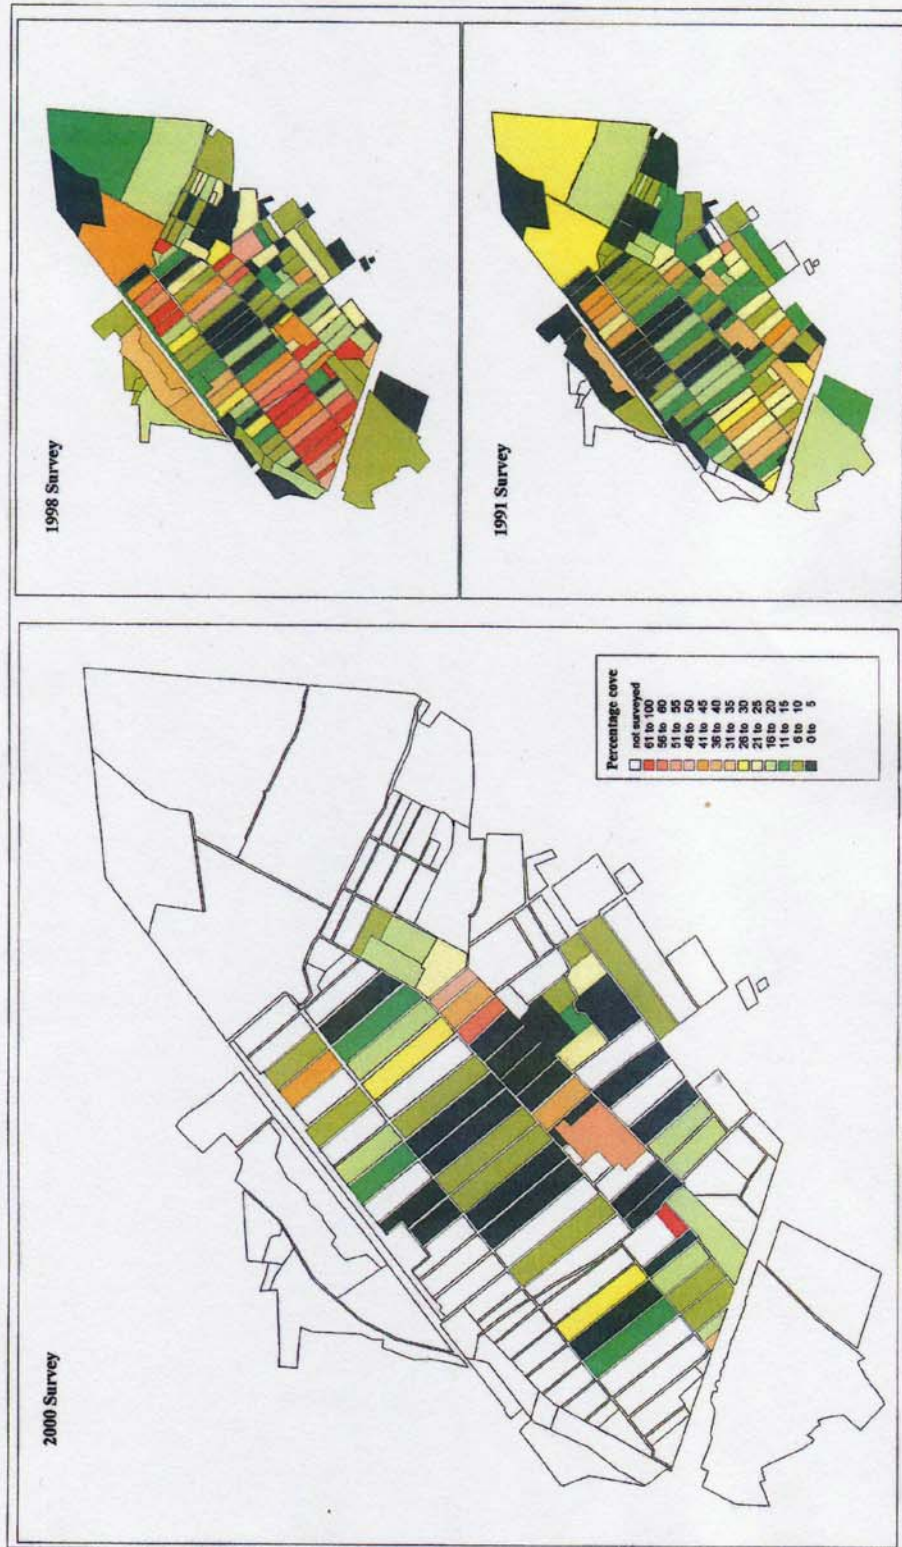 1998 Survey
1991 Survey
2000 Survey
Percentage cove
not surveyed
61 to 100
56 to 60
51 to 55
46 to 50
41 to 45
36 to 40
31 to 35
26 to 30
21 to 25
16 to 20
11 to 15
6 to 10
0 to 5